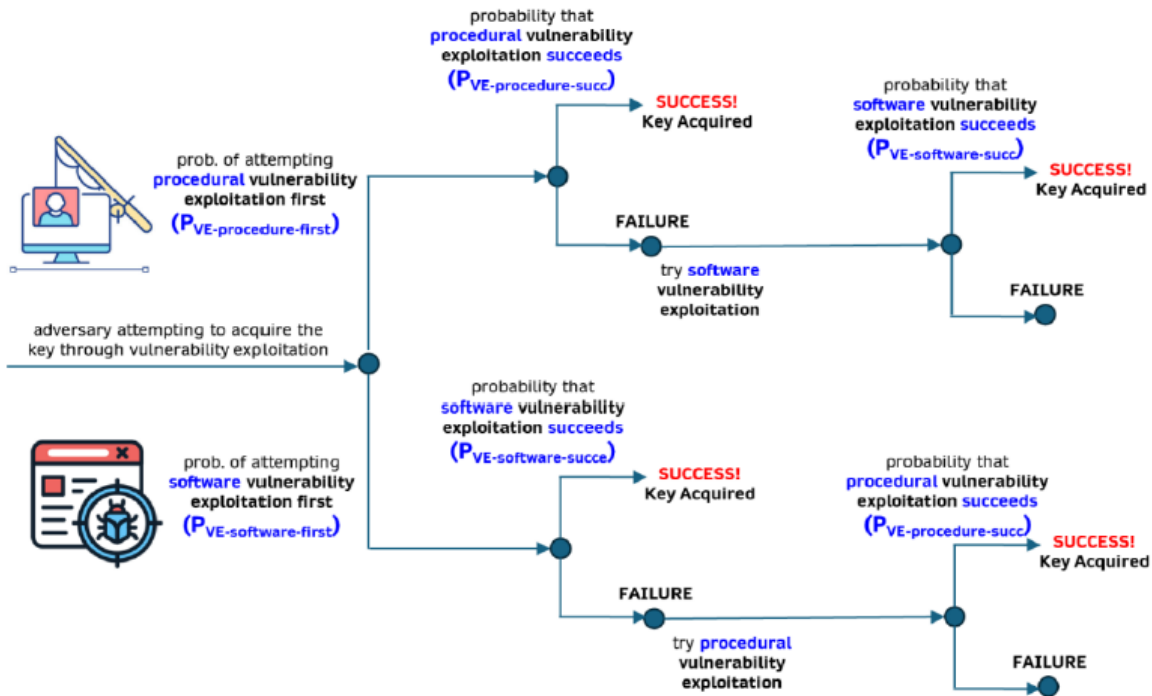 probability that
procedural vulnerability
exploitation succeeds
(PVE-procedure-succ)
SUCCESS!
Key Acquired
probability that
software vulnerability
exploitation succeeds
(PVE-software-succ)
SUCCESS!
Key Acquired
prob. of attempting
procedural vulnerability
exploitation first
(PVE-procedure-first)
FAILURE
try software
vulnerability
exploitation
FAILURE
adversary attempting to acquire the
key through vulnerability exploitation
probability that
software vulnerability
exploitation succeeds
(PVE-software-succe)
SUCCESS!
Key Acquired
prob. of attempting
software vulnerability
exploitation first
(PVE-software-first)
probability that
procedural vulnerability
exploitation succeeds
(PVE-procedure-succ)
SUCCESS!
Key Acquired
FAILURE
try procedural
vulnerability
exploitation
FAILURE